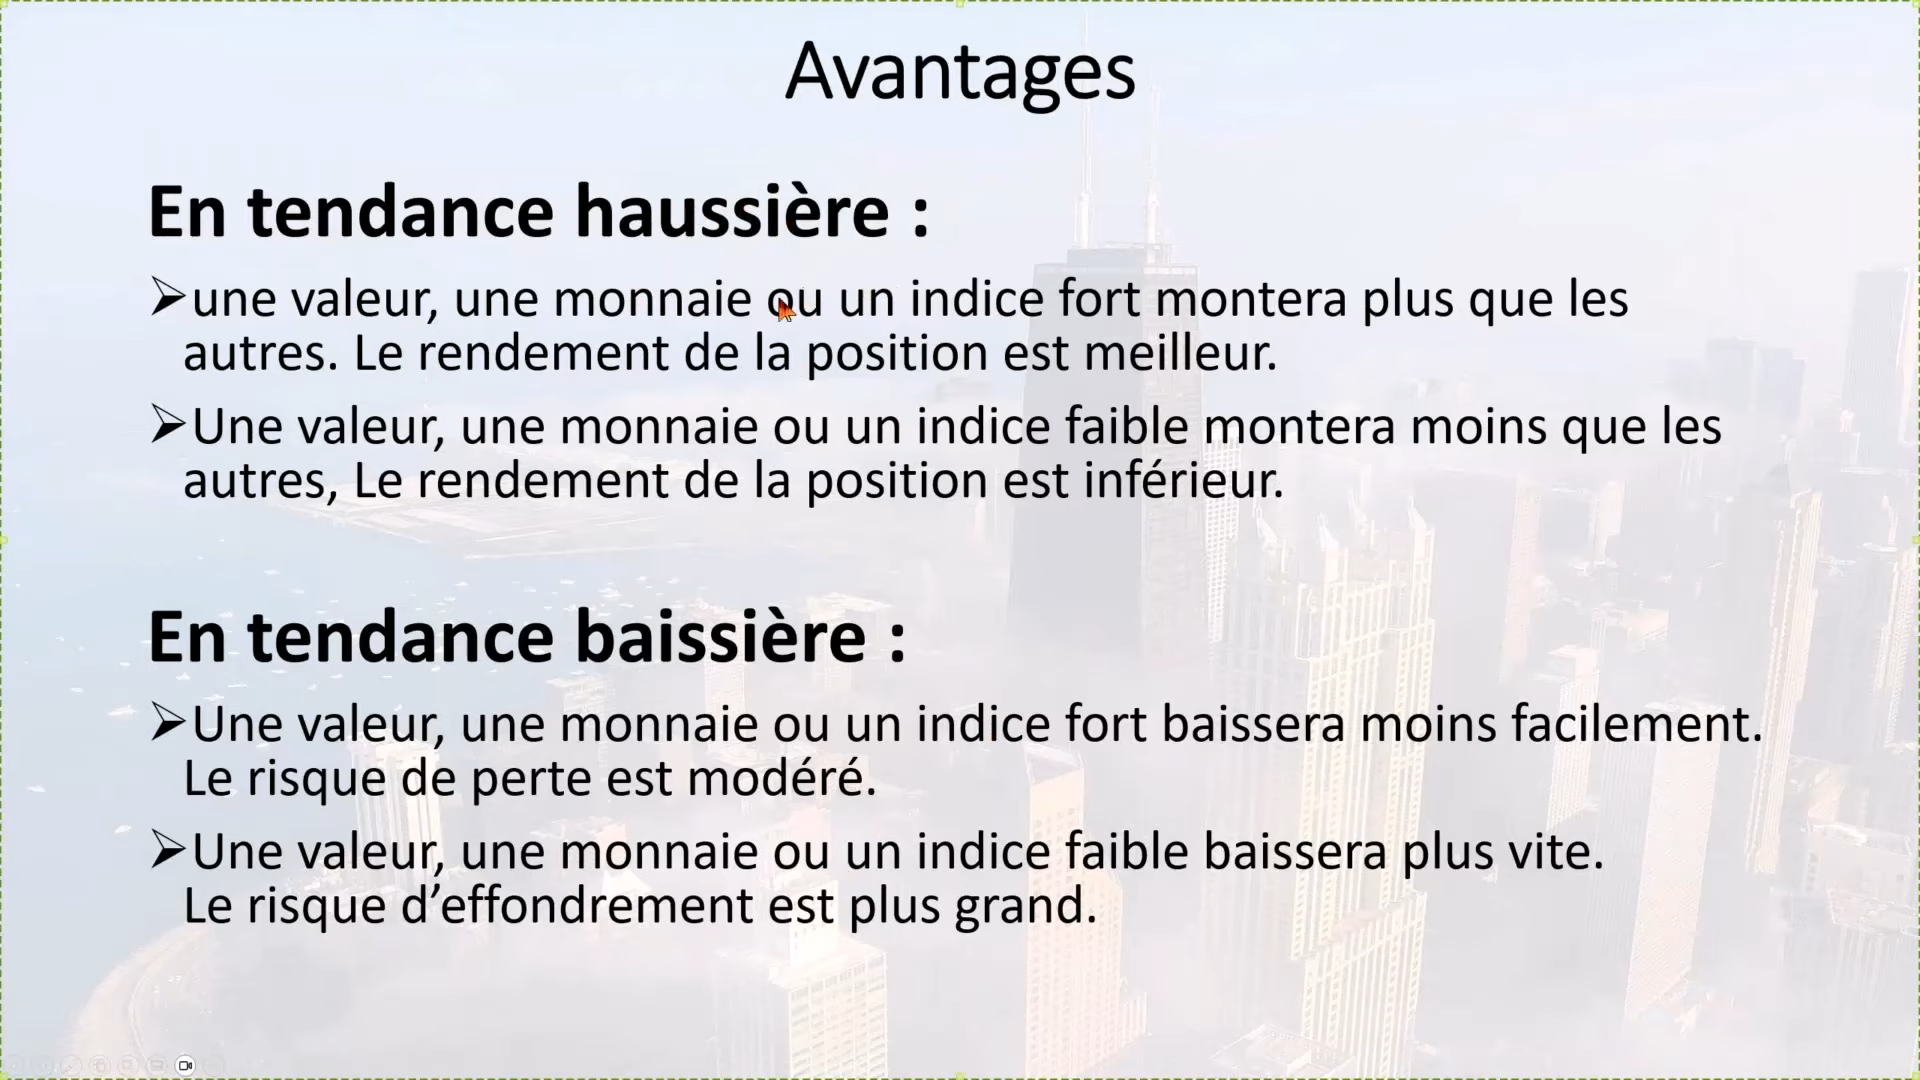 Avantages
En tendance haussière :
➢une valeur, une monnaie ou un indice fort montera plus que les
autres. Le rendement de la position est meilleur.
➢Une valeur, une monnaie ou un indice faible montera moins que les
autres, Le rendement de la position est inférieur.
En tendance baissière :
➢Une valeur, une monnaie ou un indice fort baissera moins facilement.
Le risque de perte est modéré.
➢Une valeur, une monnaie ou un indice faible baissera plus vite.
Le risque d’effondrement est plus grand.